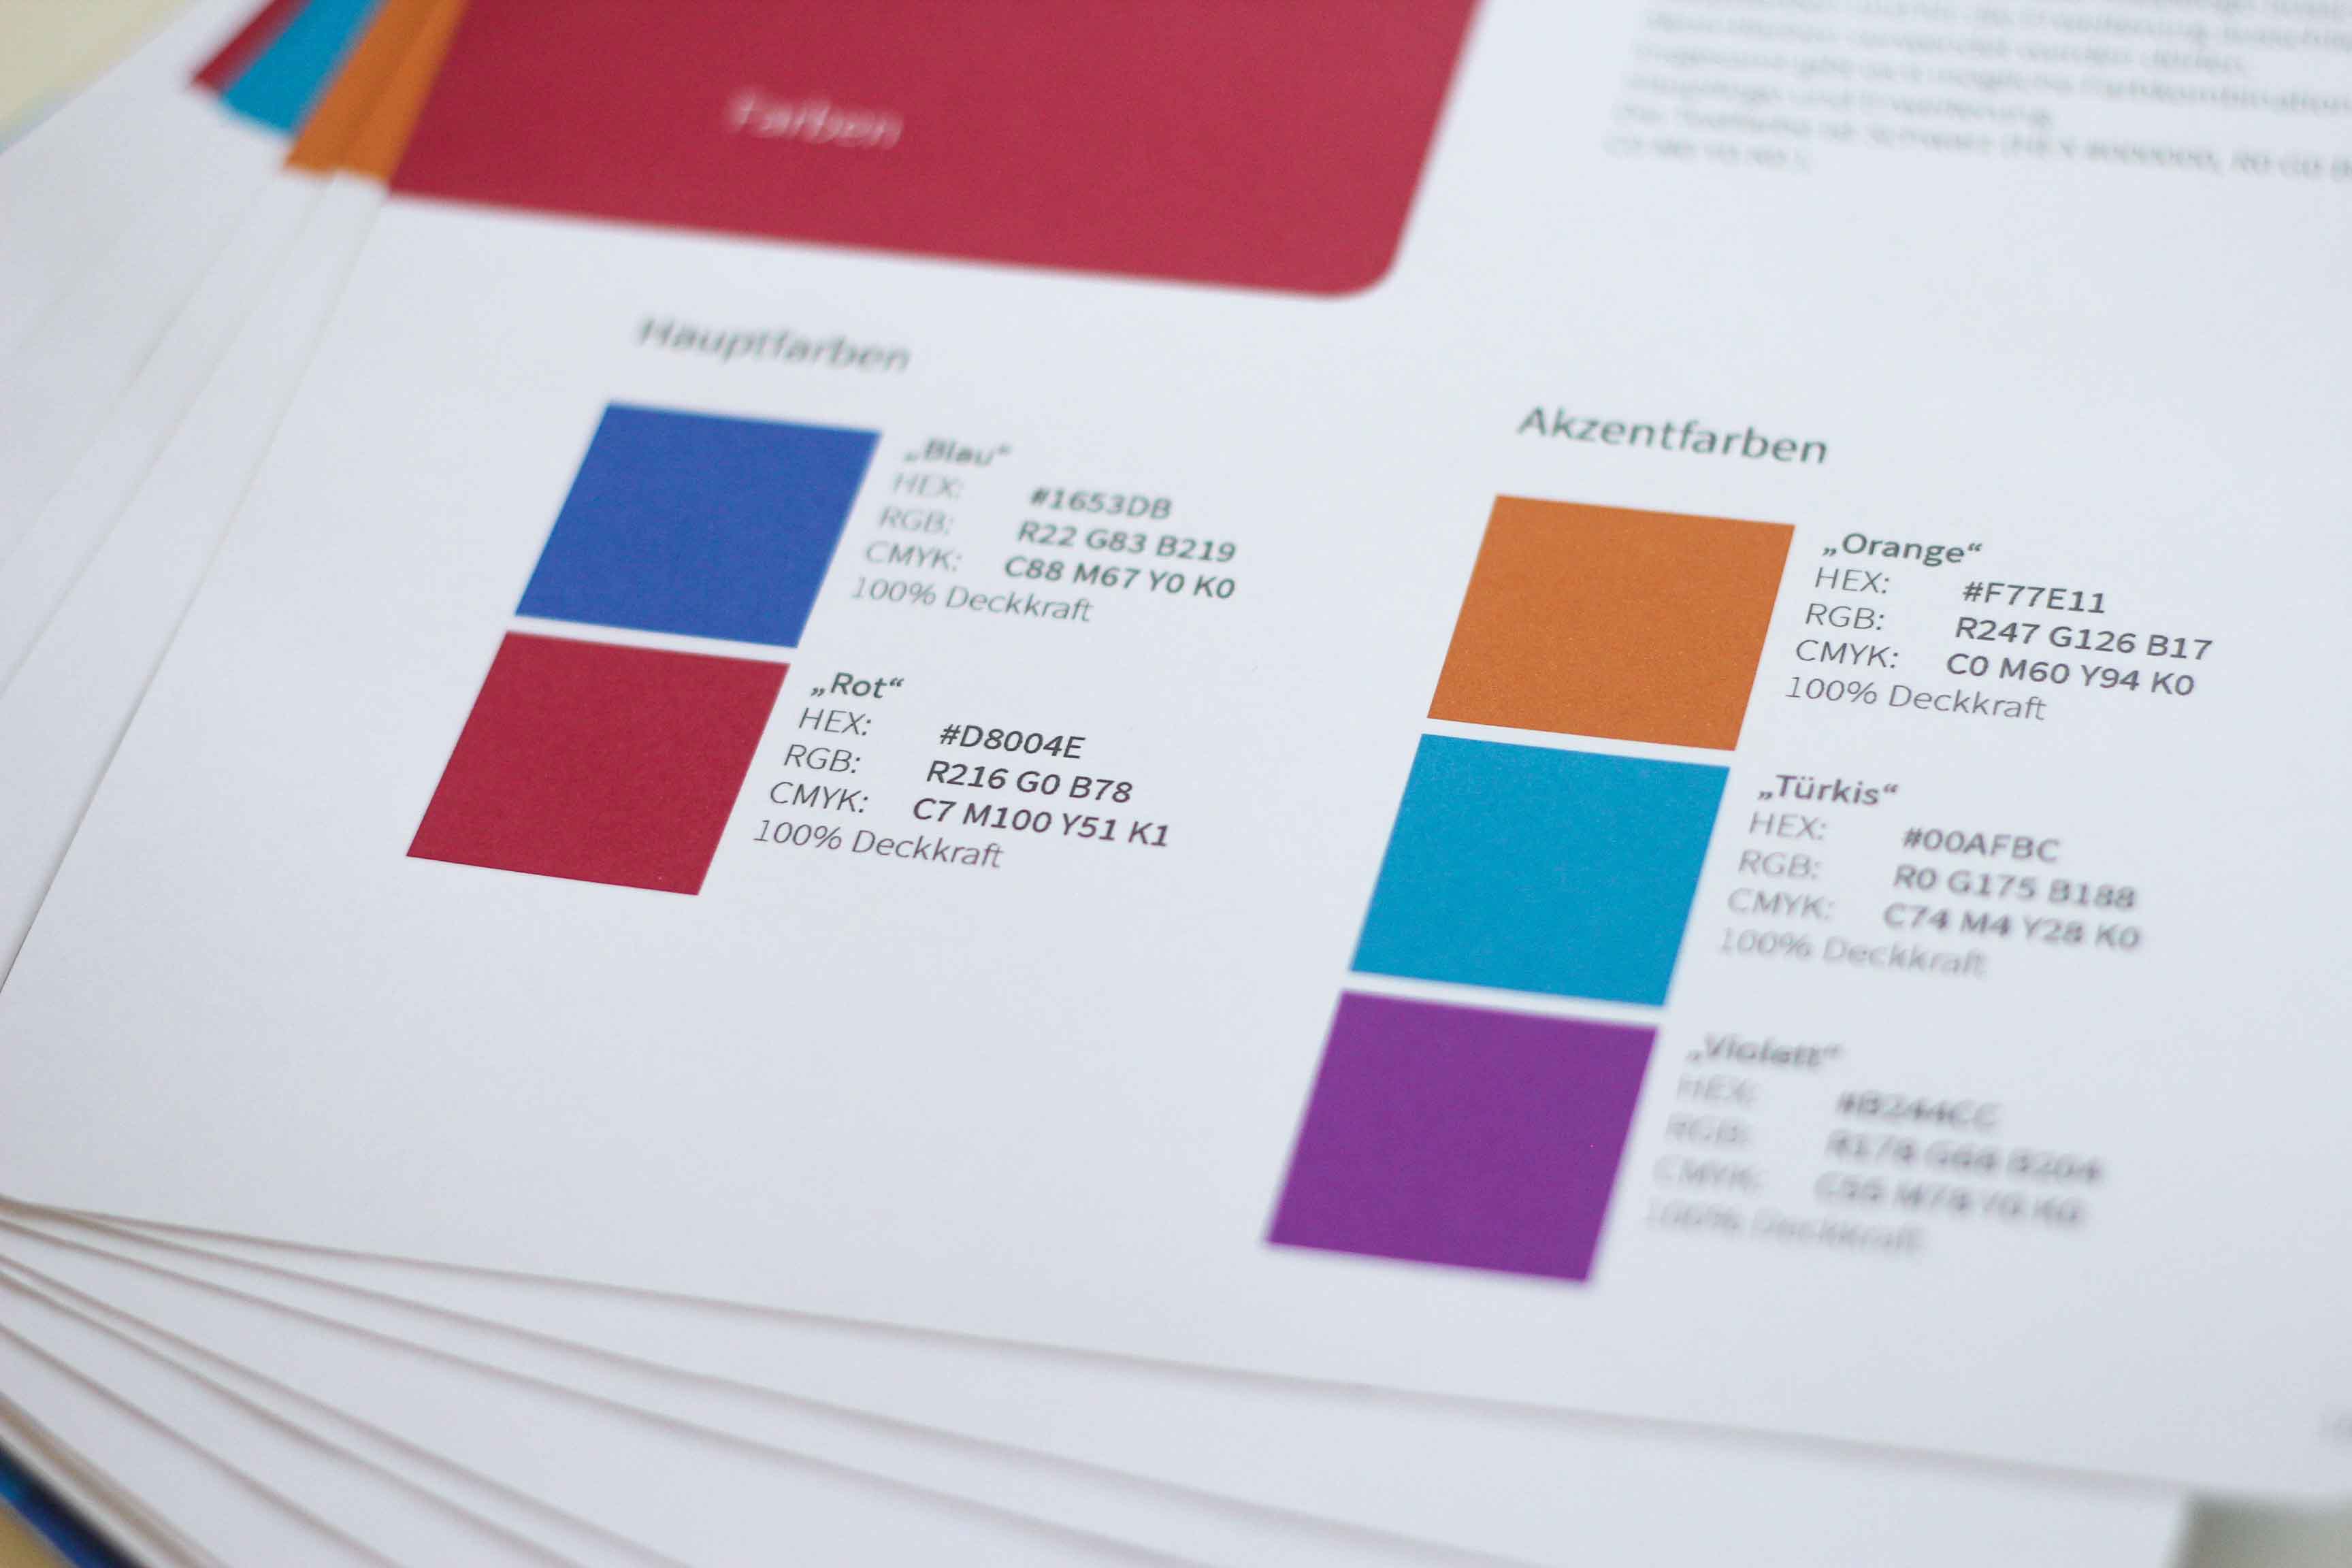 Farben
Hauptfarben
„Blau“
HEX: #1653DB
RGB: R22 G83 B219
CMYK: C88 M67 Y0 K0
100% Deckkraft
„Rot“
HEX: #D8004E
RGB: R216 G0 B78
CMYK: C7 M100 Y51 K1
100% Deckkraft
Akzentfarben
„Orange“
HEX: #F77E11
RGB: R247 G126 B17
CMYK: C0 M60 Y94 K0
100% Deckkraft
„Türkis“
HEX: #00AFBC
RGB: R0 G175 B188
CMYK: C74 M4 Y28 K0
100% Deckkraft
„Violett“
HEX: #B244CC
RGB: R178 G68 B204
CMYK: Y0 K0
100% Deckkraft